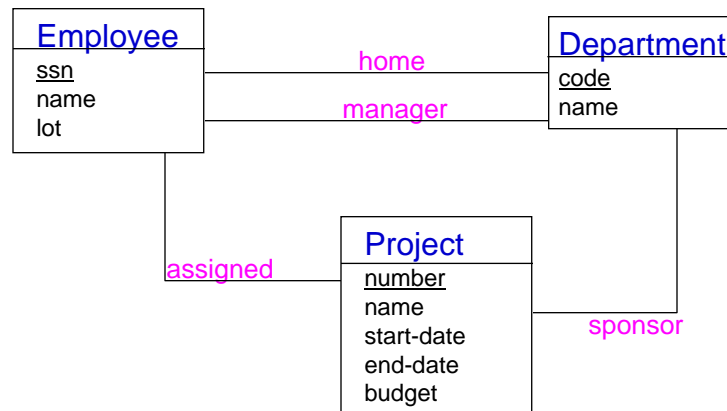 Employee
ssn
name
lot
home
manager
Department
code
name
assigned
Project
number
name
start-date
end-date
budget
sponsor